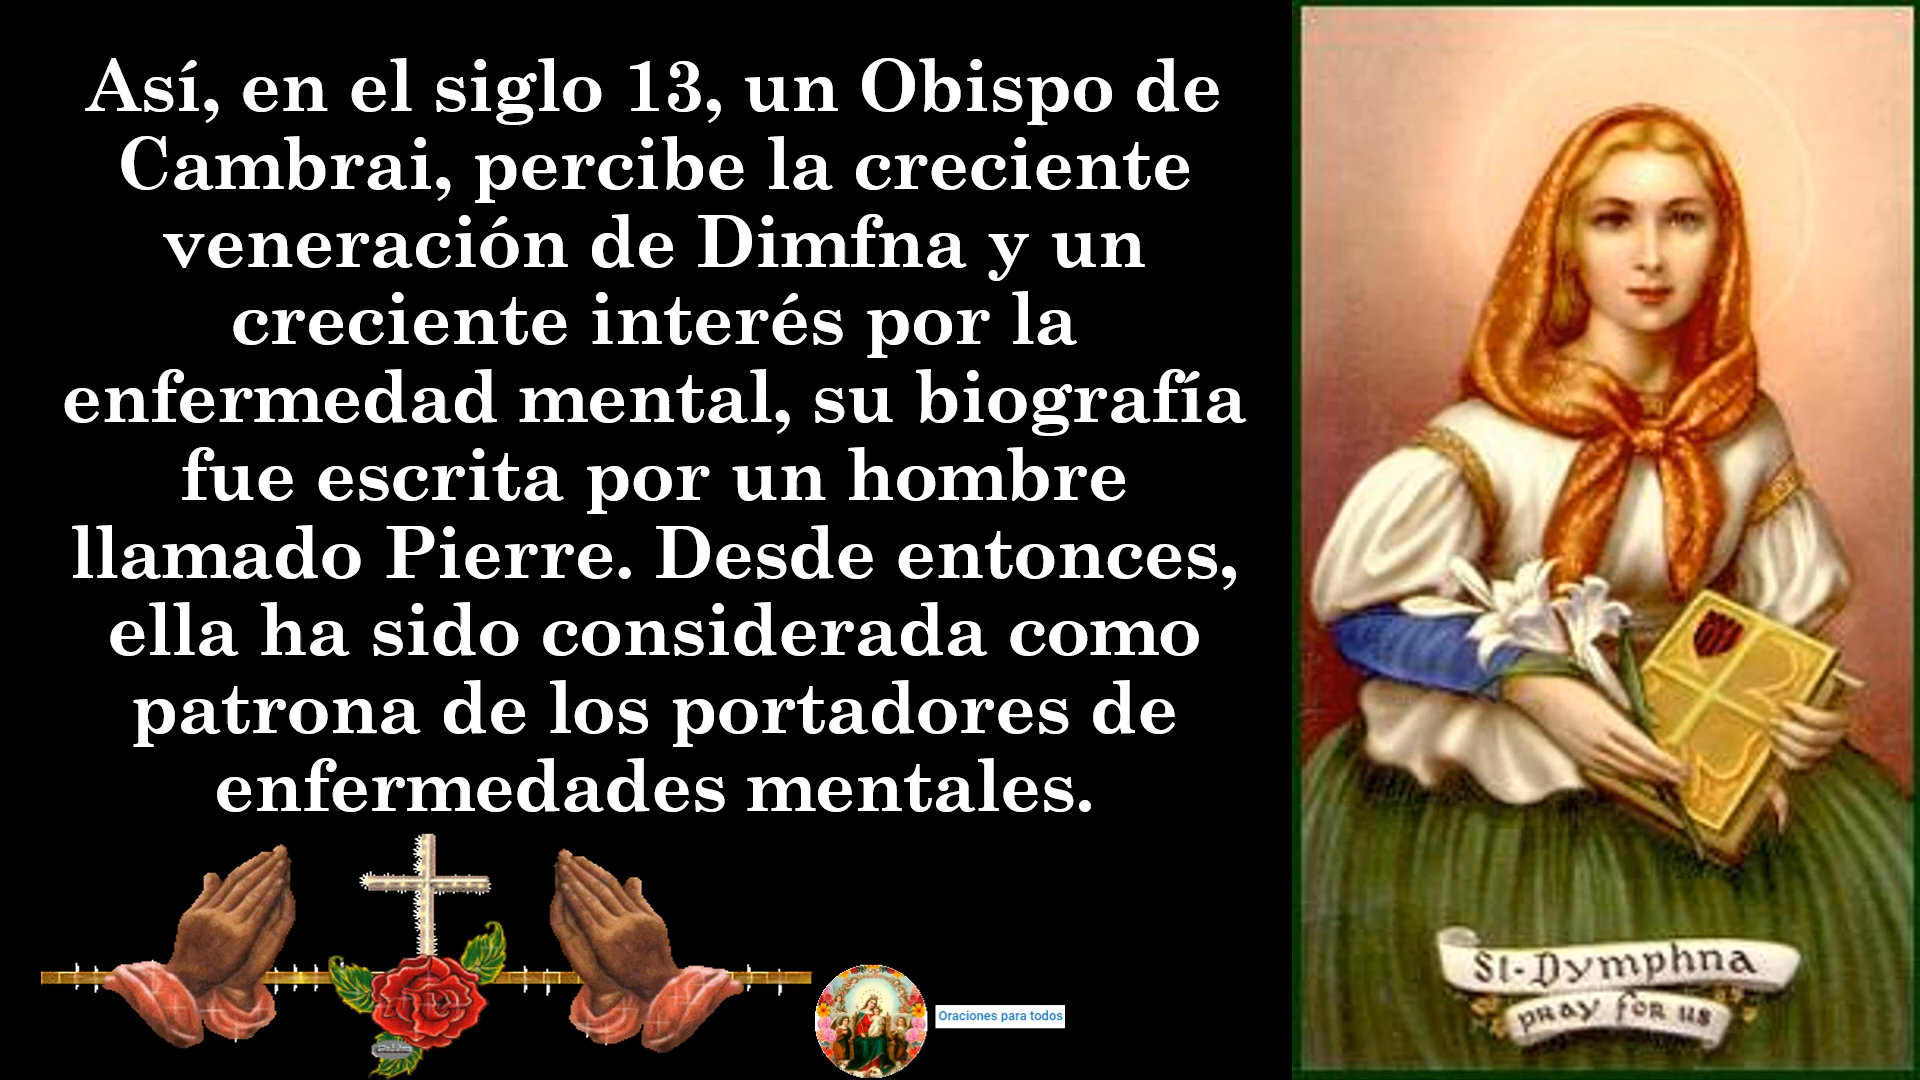 Así, en el siglo 13, un Obispo de
Cambrai, percibe la creciente
veneración de Dimfna y un
creciente interés por la
enfermedad mental, su biografía
fue escrita por un hombre
llamado Pierre. Desde entonces,
ella ha sido considerada como
patrona de los portadores de
enfermedades mentales.
Oraciones para todos
St-Dymphna
pray for us